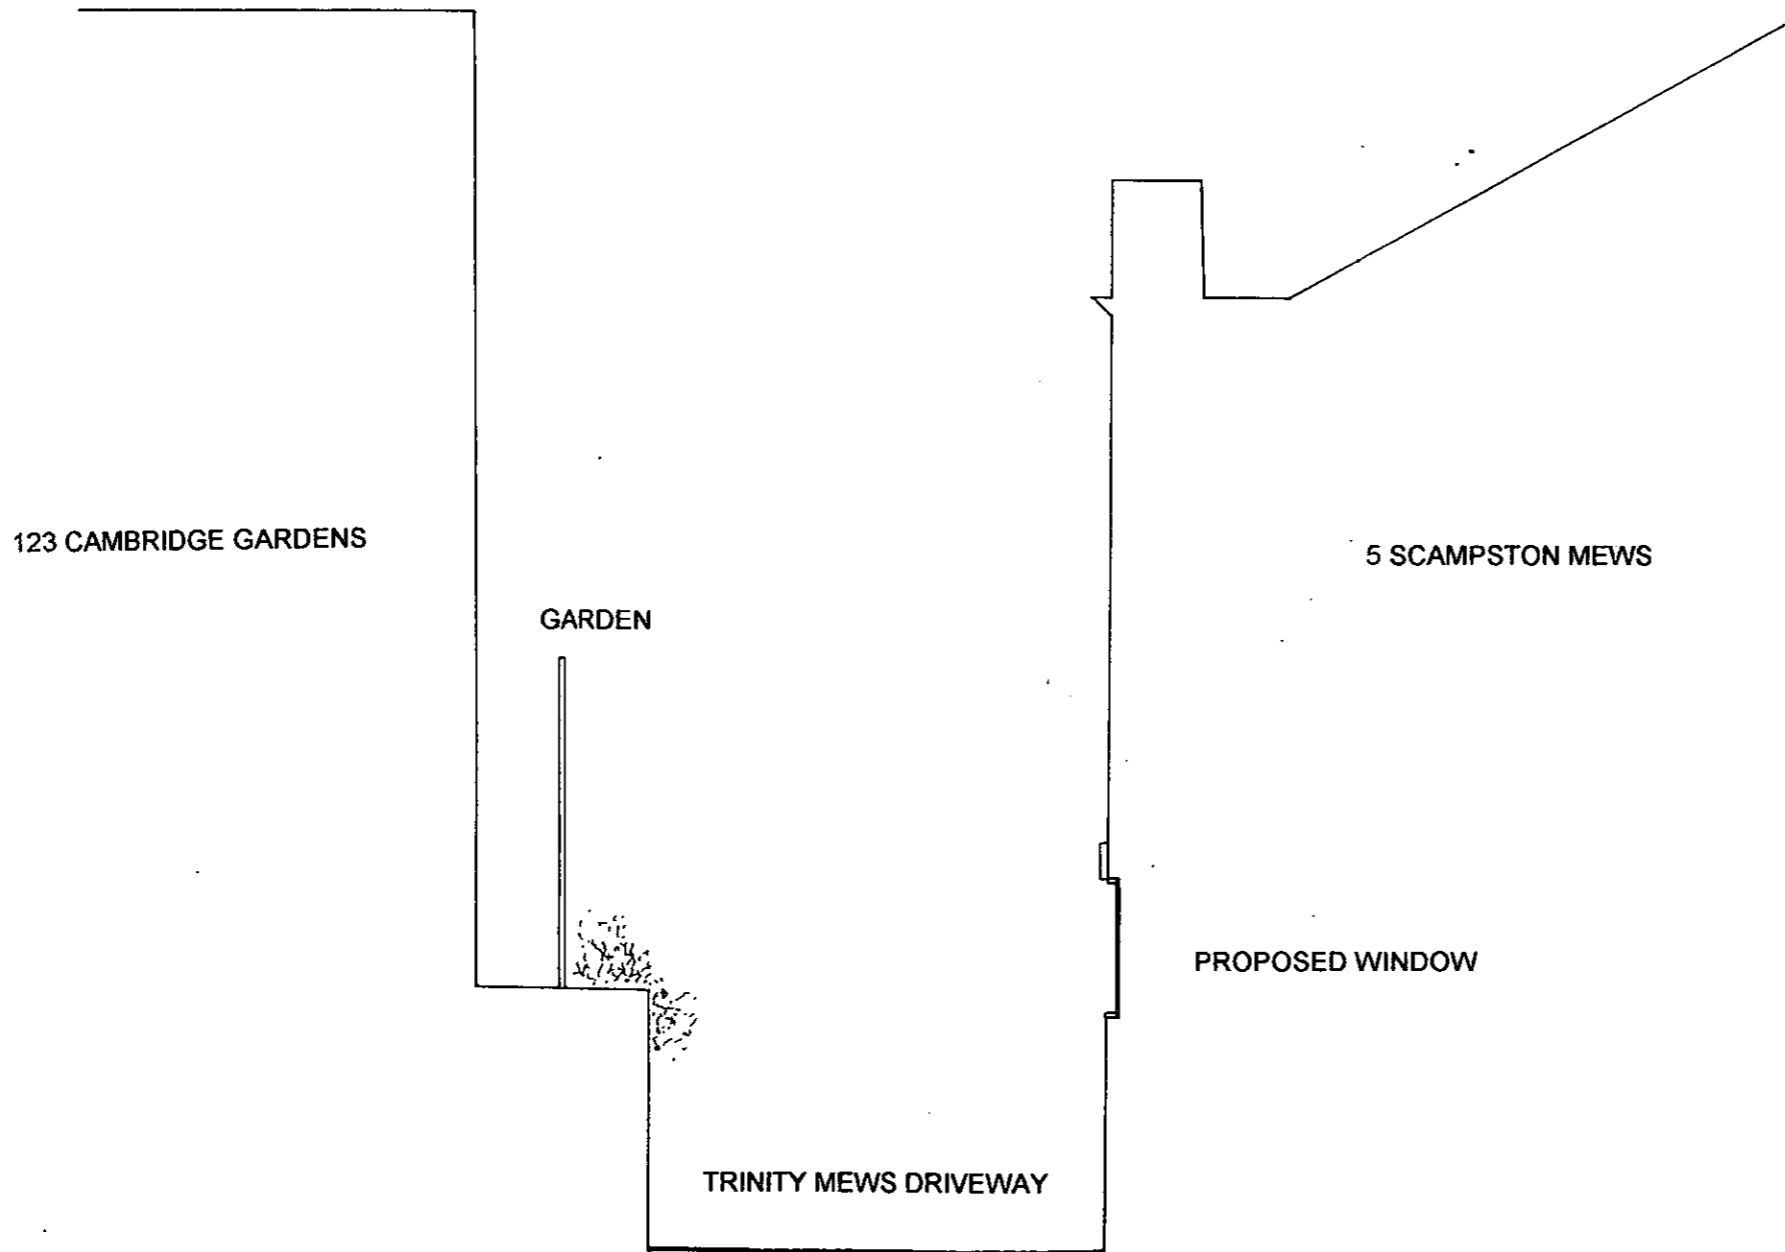 123 CAMBRIDGE GARDENS
5 SCAMPSTON MEWS
GARDEN
PROPOSED WINDOW
TRINITY MEWS DRIVEWAY